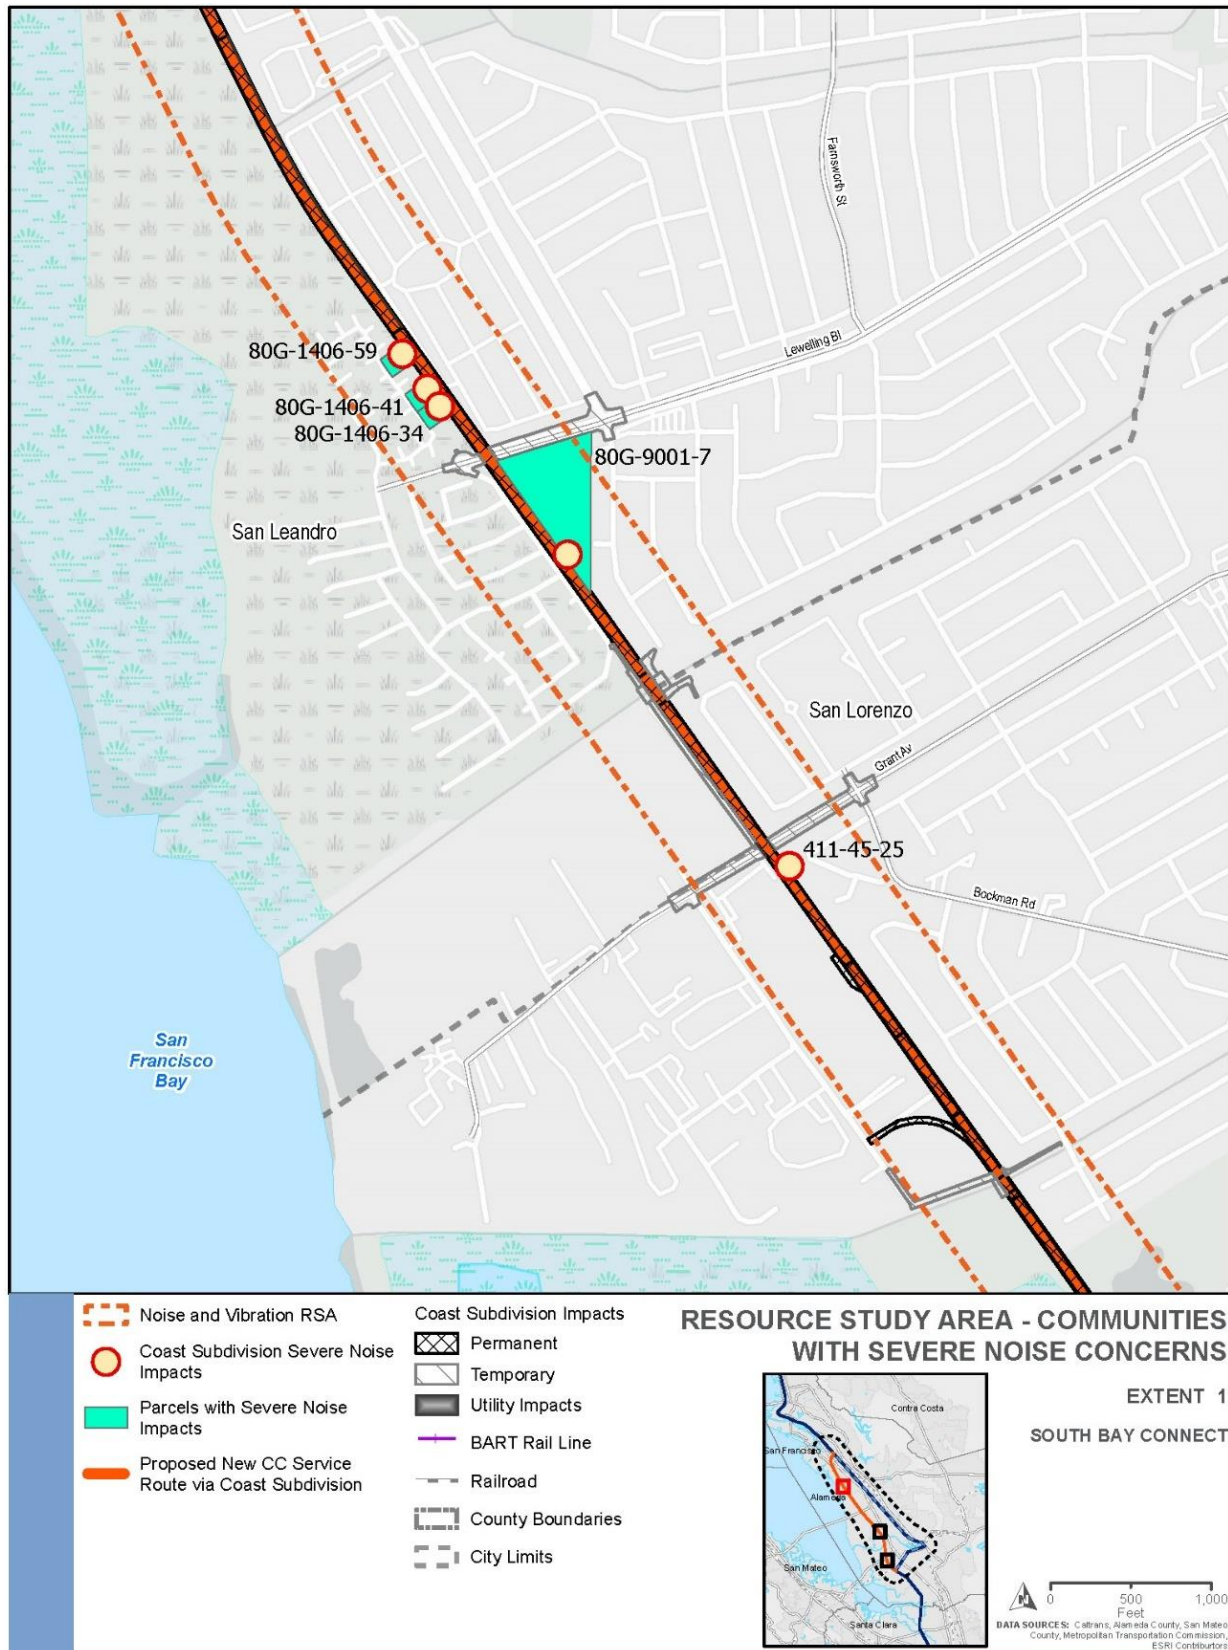 Farnsworth St
Lewelling Bl
80G-1406-59
80G-1406-41
80G-1406-34
80G-9001-7
San Leandro
San Lorenzo
Grant Av
411-45-25
Bockman Rd
San
Francisco
Bay
Noise and Vibration RSA
Coast Subdivision Severe Noise
Impacts
Parcels with Severe Noise
Impacts
Proposed New CC Service
Route via Coast Subdivision
Coast Subdivision Impacts
Permanent
Temporary
Utility Impacts
BART Rail Line
Railroad
County Boundaries
City Limits
RESOURCE STUDY AREA - COMMUNITIES
WITH SEVERE NOISE CONCERNS
EXTENT 1
SOUTH BAY CONNECT
Contra Costa
San Francisco
Alameda
San Mateo
Santa Clara
N
0 500 1,000
Feet
DATA SOURCES: Caltrans, Alameda County, San Mateo
County, Metropolitan Transportation Commission,
ESRI Contributors